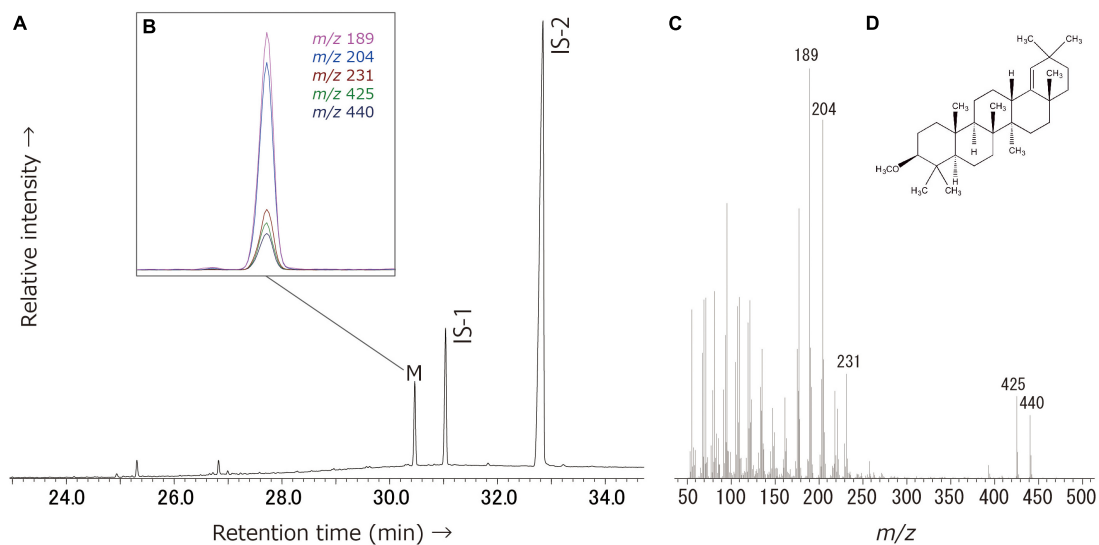 A
B
m/z 189
m/z 204
m/z 231
m/z 425
m/z 440
Relative intensity →
M
IS-1
IS-2
24.0 26.0 28.0 30.0 32.0 34.0
Retention time (min) →
C
189
204
231
425
440
50 100 150 200 250 300 350 400 450 500
m/z
D
H₃C CH₃
H CH₃
CH₃ CH₃
H CH₃
H₃CO H
H₃C CH₃